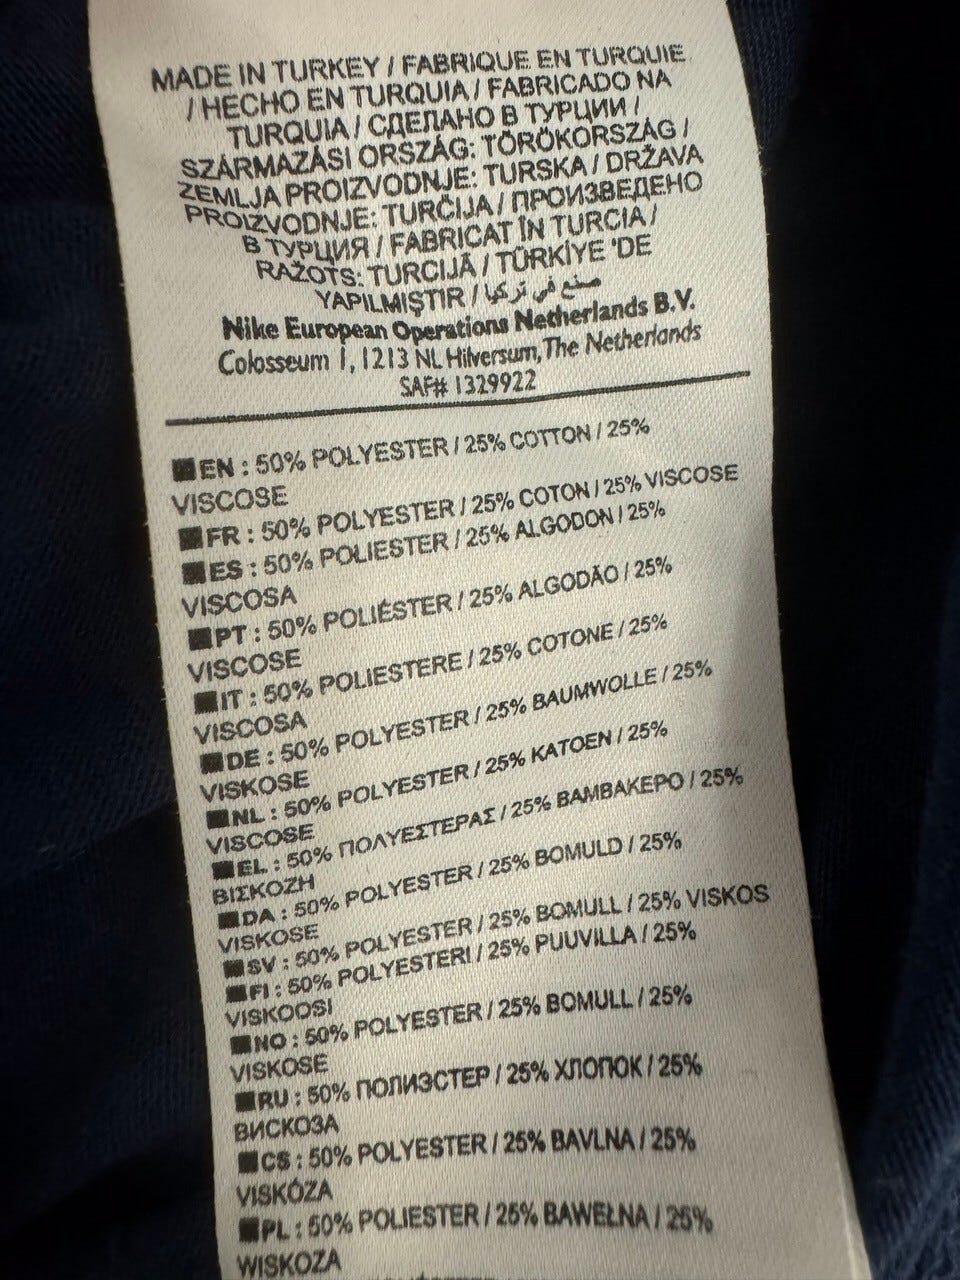 MADE IN TURKEY / FABRIQUE EN TURQUIE
/ HECHO EN TURQUIA / FABRICADO NA
TURQUIA / СДЕЛАНО В ТУРЦИИ /
SZÁRMAZÁSI ORSZÁG: TÖRÖKORSZÁG /
ZEMLJA PROIZVODNJE: TURSKA / DRŽAVA
PROIZVODNJE: TURČIJA / ПРОИЗВЕДЕНО
В ТУРЦИЯ / FABRICAT ÎN TURCIA /
RAŽOTS: TURCIJĀ / TÜRKİYE 'DE
YAPILMIŞTIR / صنع في تركيا
Nike European Operations Netherlands B.V.
Colosseum 1, 1213 NL Hilversum, The Netherlands
SAF# 1329922
EN : 50% POLYESTER / 25% COTTON / 25%
VISCOSE
FR : 50% POLYESTER / 25% COTON / 25% VISCOSE
ES : 50% POLIESTER / 25% ALGODON / 25%
VISCOSA
PT : 50% POLIÉSTER / 25% ALGODÃO / 25%
VISCOSE
IT : 50% POLIESTERE / 25% COTONE / 25%
VISCOSA
DE : 50% POLYESTER / 25% BAUMWOLLE / 25%
VISKOSE
NL : 50% POLYESTER / 25% KATOEN / 25%
VISCOSE
EL : 50% ΠΟΛΥΕΣΤΕΡΑΣ / 25% ΒΑΜΒΑΚΕΡΟ / 25%
ΒΙΣΚΟΖΗ
DA : 50% POLYESTER / 25% BOMULD / 25%
VISKOSE
SV : 50% POLYESTER / 25% BOMULL / 25% VISKOS
FI : 50% POLYESTERI / 25% PUUVILLA / 25%
VISKOOSI
NO : 50% POLYESTER / 25% BOMULL / 25%
VISKOSE
RU : 50% ПОЛИЭСТЕР / 25% ХЛОПОК / 25%
ВИСКОЗА
CS : 50% POLYESTER / 25% BAVLNA / 25%
VISKÓZA
PL : 50% POLIESTER / 25% BAWEŁNA / 25%
WISKOZA